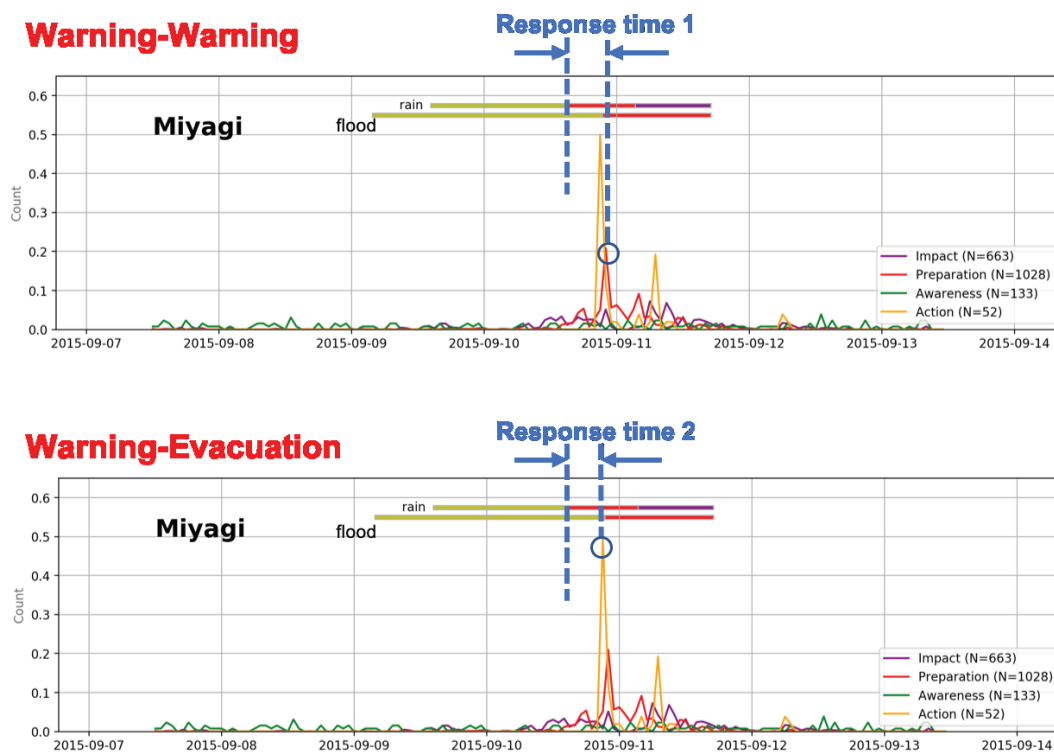 Warning-Warning
Response time 1
rain
Miyagi
flood
0.6
0.5
0.4
0.3
0.2
0.1
0.0
Count
Impact (N=663)
Preparation (N=1028)
Awareness (N=133)
Action (N=52)
2015-09-07 2015-09-08 2015-09-09 2015-09-10 2015-09-11 2015-09-12 2015-09-13 2015-09-14
Warning-Evacuation
Response time 2
rain
Miyagi
flood
0.6
0.5
0.4
0.3
0.2
0.1
0.0
Count
Impact (N=663)
Preparation (N=1028)
Awareness (N=133)
Action (N=52)
2015-09-07 2015-09-08 2015-09-09 2015-09-10 2015-09-11 2015-09-12 2015-09-13 2015-09-14